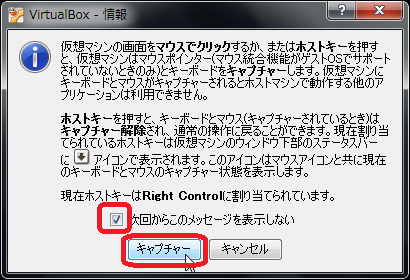 VirtualBox - 情報
仮想マシンの画面をマウスでクリックするか、またはホストキーを押す
と、仮想マシンはマウスポインター(マウス統合機能がゲストOSでサポート
されていないときのみ)とキーボードをキャプチャーします。仮想マシンに
キーボードとマウスがキャプチャーされるとホストマシンで動作する他のア
プリケーションは利用できません。
ホストキーを押すと、キーボードとマウス(キャプチャーされているとき)は
キャプチャー解除され、通常の操作に戻ることができます。現在割り当
てられているホストキーは仮想マシンのウィンドウ下部のステータスバー
に アイコンで表示されます。このアイコンはマウスアイコンと共に現在
のキーボードとマウスのキャプチャー状態を表示します。
現在ホストキーはRight Controlに割り当てられています。
次回からこのメッセージを表示しない
キャプチャー
キャンセル